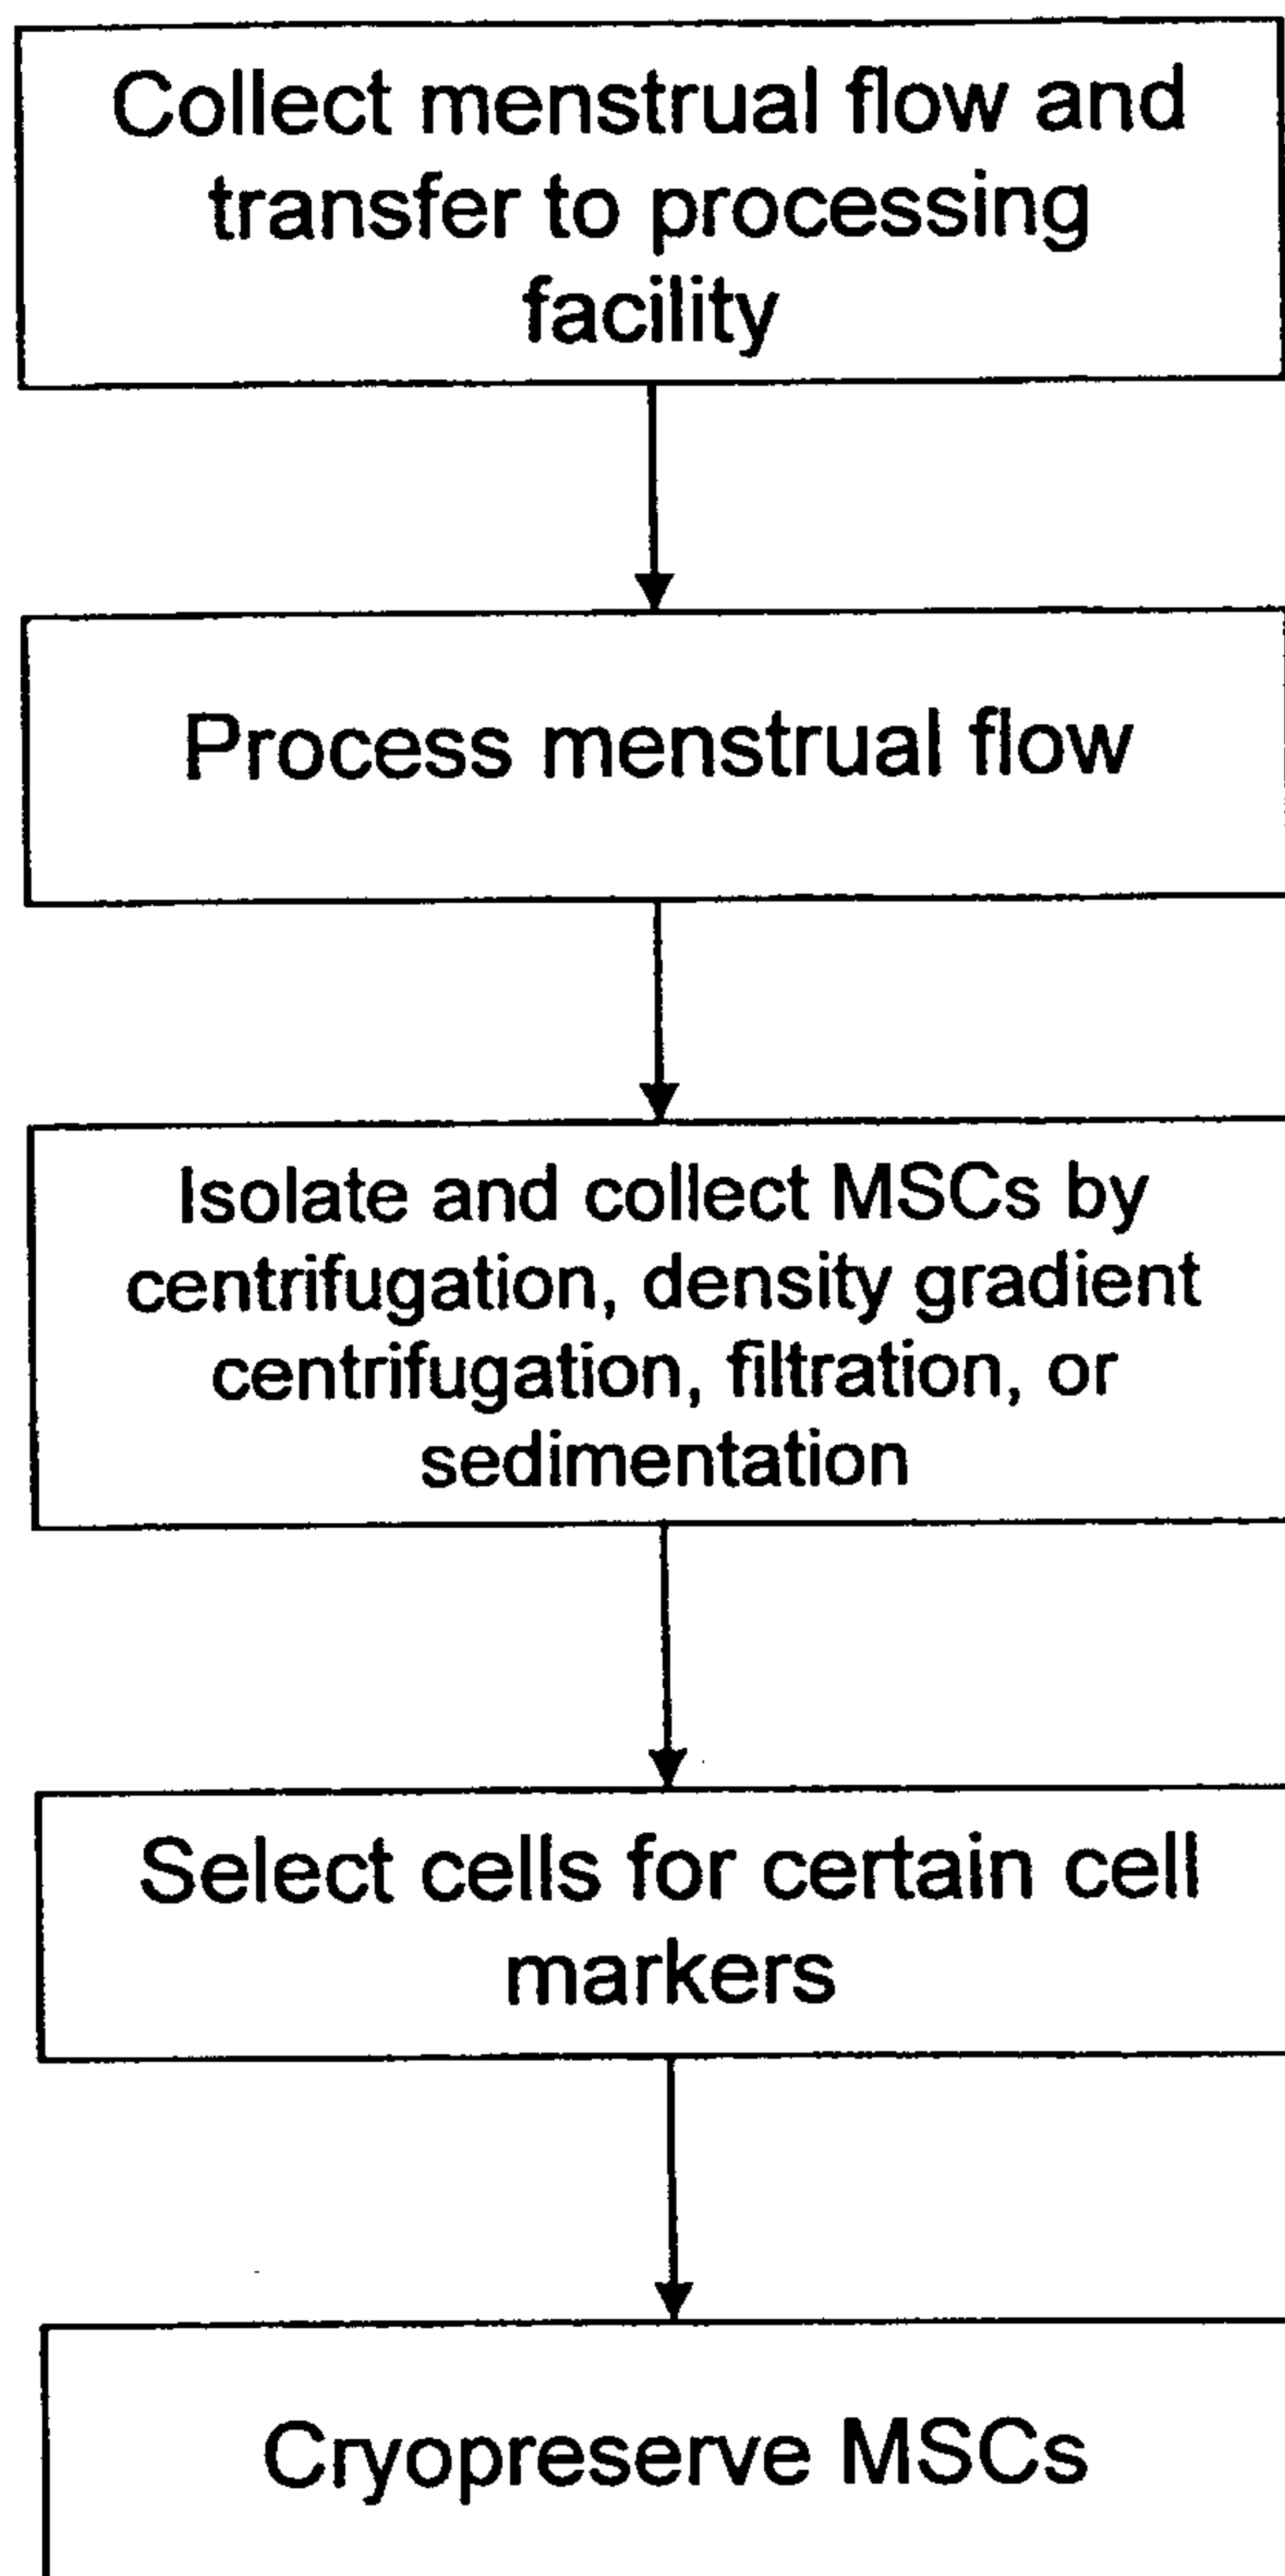 Collect menstrual flow and
transfer to processing
facility
Process menstrual flow
Isolate and collect MSCs by
centrifugation, density gradient
centrifugation, filtration, or
sedimentation
Select cells for certain cell
markers
Cryopreserve MSCs